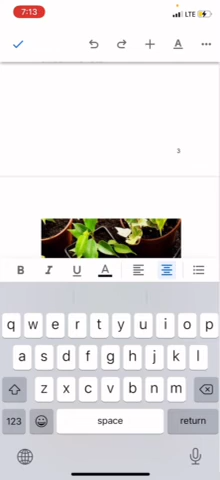 7:13
LTE
A
3
B I U A
q w e r t y u i o p
a s d f g h j k l
z x c v b n m
123 space return